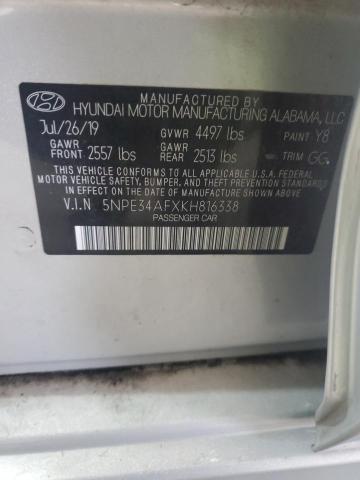 MANUFACTURED BY
HYUNDAI MOTOR MANUFACTURING ALABAMA, LLC
Jul/26/19 GVWR 4497 lbs PAINT Y8
GAWR FRONT 2557 lbs GAWR REAR 2513 lbs TRIM GG
THIS VEHICLE CONFORMS TO ALL APPLICABLE U.S.A FEDERAL
MOTOR VEHICLE SAFETY, BUMPER, AND THEFT PREVENTION
STANDARDS IN EFFECT ON THE DATE OF MANUFACTURE SHOWN ABOVE.
V.I.N 5NPE34AFXKH816338
PASSENGER CAR